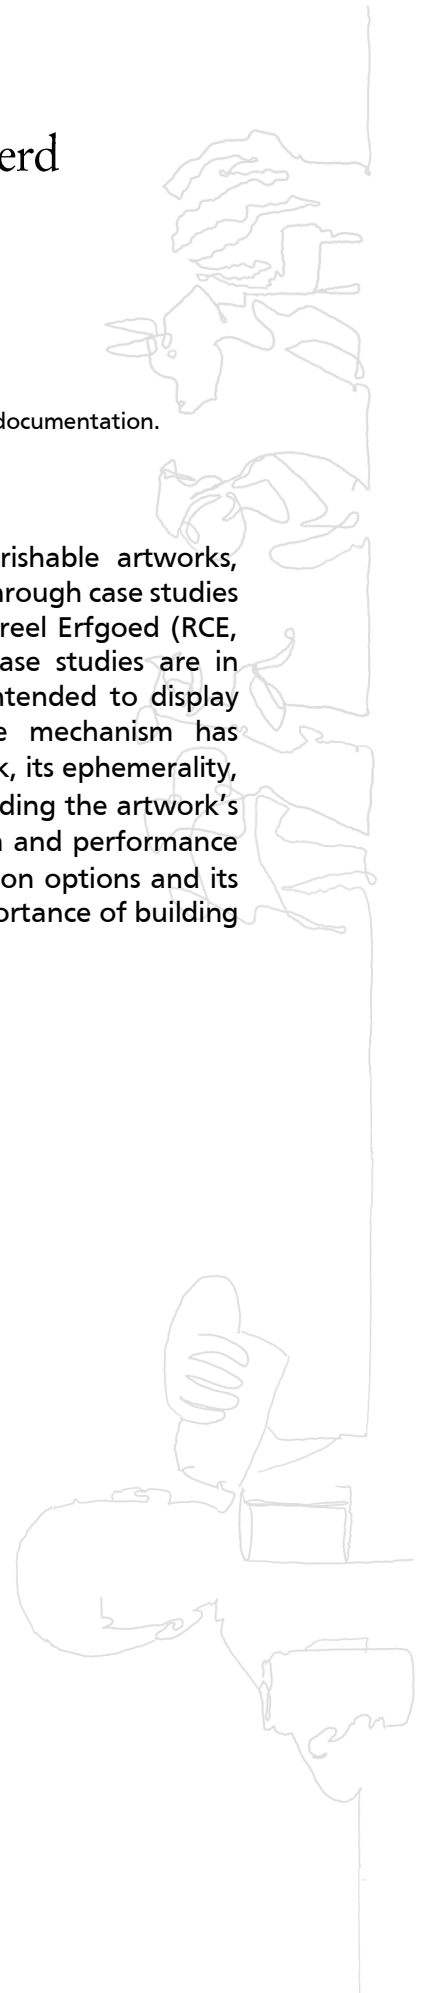 erd
documentation.
rishable artworks,
hrough case studies
reel Erfgoed (RCE,
ase studies are in
ntended to display
e mechanism has
k, its ephemerality,
ding the artwork's
n and performance
on options and its
ortance of building